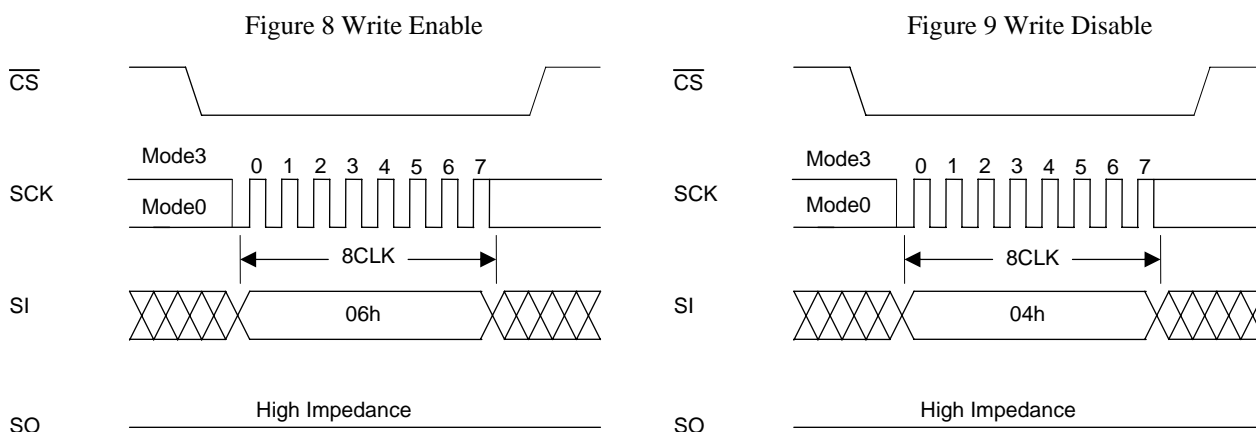 Figure 8 Write Enable
CS
Mode3
0 1 2 3 4 5 6 7
SCK
Mode0
8CLK
SI
06h
High Impedance
SO
Figure 9 Write Disable
CS
Mode3
0 1 2 3 4 5 6 7
SCK
Mode0
8CLK
SI
04h
High Impedance
SO